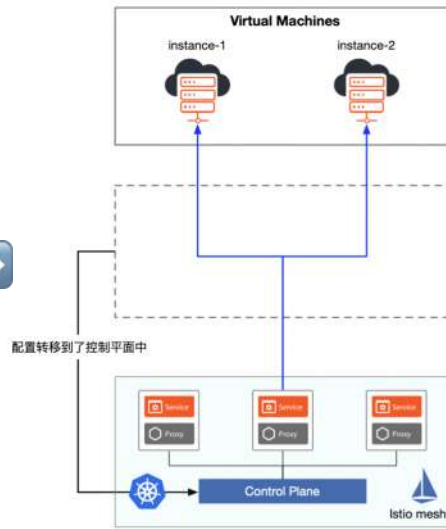 Virtual Machines
instance-1
instance-2
配置转移到了控制平面中
Service
Service
Service
Proxy
Proxy
Proxy
Control Plane
Istio mesh